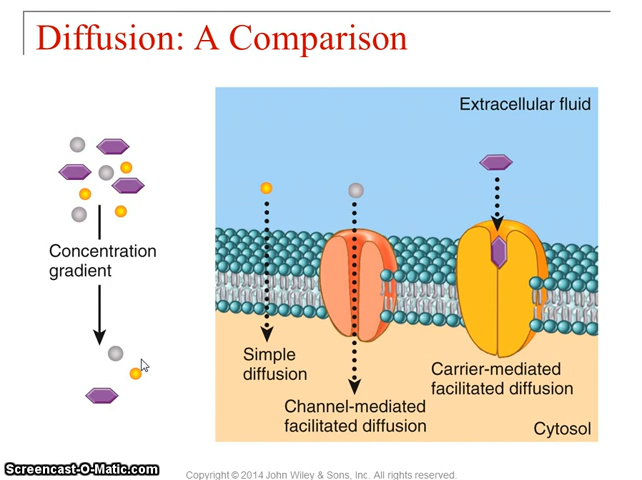 Diffusion: A Comparison
Extracellular fluid
Concentration
gradient
Simple
diffusion
Channel-mediated
facilitated diffusion
Carrier-mediated
facilitated diffusion
Cytosol
Screencast-O-Matic.com
Copyright © 2014 John Wiley & Sons, Inc. All rights reserved.